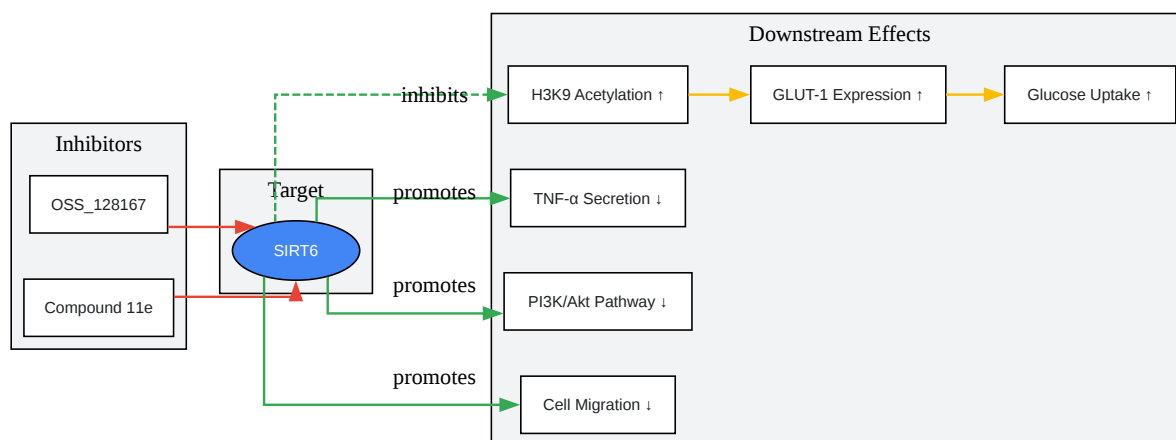 Downstream Effects
inhibits
H3K9 Acetylation ↑
GLUT-1 Expression ↑
Glucose Uptake ↑
Inhibitors
OSS_128167
Compound 11e
Target
SIRT6
promotes
TNF-α Secretion ↓
promotes
PI3K/Akt Pathway ↓
promotes
Cell Migration ↓